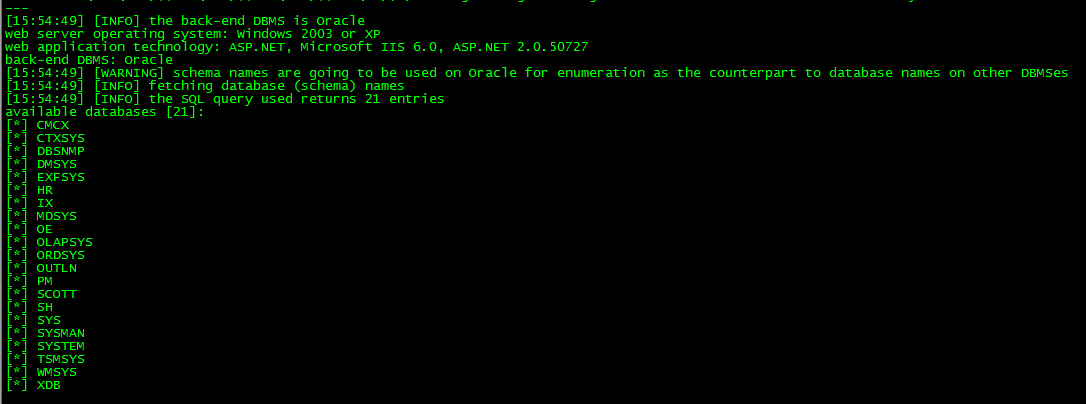 ---
[15:54:49] [INFO] the back-end DBMS is Oracle
web server operating system: Windows 2003 or XP
web application technology: ASP.NET, Microsoft IIS 6.0, ASP.NET 2.0.50727
back-end DBMS: Oracle
[15:54:49] [WARNING] schema names are going to be used on Oracle for enumeration as the counterpart to database names on other DBMSes
[15:54:49] [INFO] fetching database (schema) names
[15:54:49] [INFO] the SQL query used returns 21 entries
available databases [21]:
[*] CMCX
[*] CTXSYS
[*] DBSNMP
[*] DMSYS
[*] EXFSYS
[*] HR
[*] IX
[*] MDSYS
[*] OE
[*] OLAPSYS
[*] ORDSYS
[*] OUTLN
[*] PM
[*] SCOTT
[*] SH
[*] SYS
[*] SYSMAN
[*] SYSTEM
[*] TSMSYS
[*] WMSYS
[*] XDB